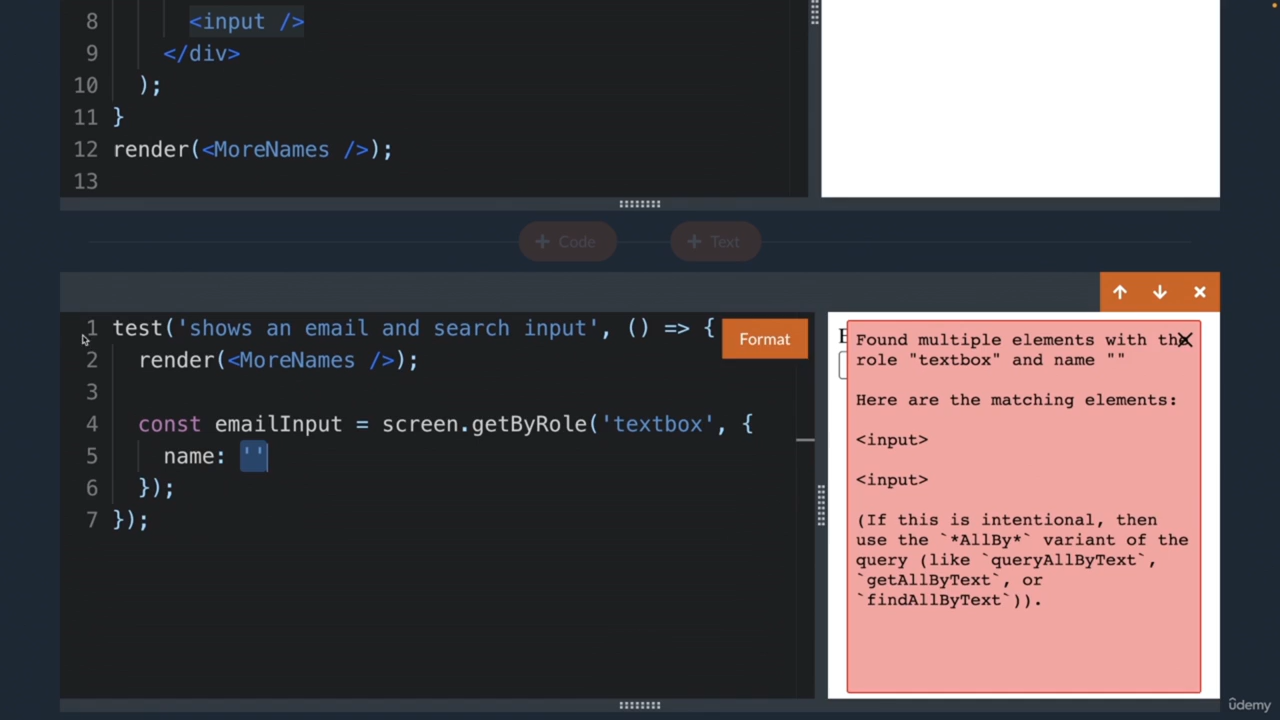 8 <input />
9 </div>
10 );
11 }
12 render(<MoreNames />);
13
+ Code + Text
1 test('shows an email and search input', () => {
2 render(<MoreNames />);
3
4 const emailInput = screen.getByRole('textbox', {
5 name: ''
6 });
7 });
Format
Found multiple elements with the
role "textbox" and name ""
Here are the matching elements:
<input>
<input>
(If this is intentional, then
use the `*AllBy*` variant of the
query (like `queryAllByText`,
`getAllByText`, or
`findAllByText`)).
ûdemy